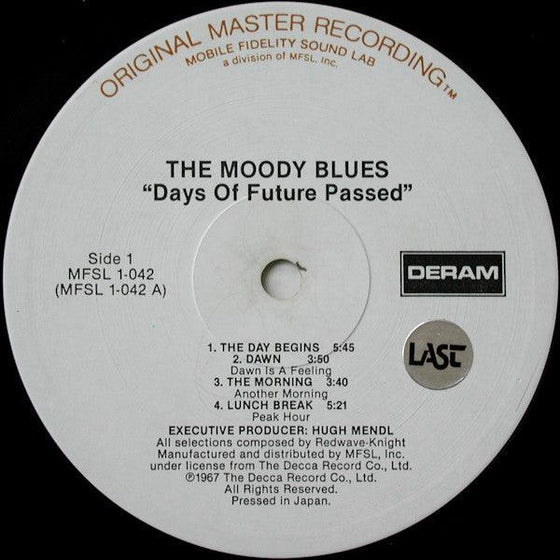 ORIGINAL MASTER RECORDING™
MOBILE FIDELITY SOUND LAB
a division of MFSL, Inc.
THE MOODY BLUES
“Days Of Future Passed”
Side 1
MFSL 1-042
(MFSL 1-042 A)
DERAM
LAST
1. THE DAY BEGINS 5:45
2. DAWN 3:50
Dawn Is A Feeling
3. THE MORNING 3:40
Another Morning
4. LUNCH BREAK 5:21
Peak Hour
EXECUTIVE PRODUCER: HUGH MENDL
All selections composed by Redwave-Knight
Manufactured and distributed by MFSL, Inc.
under license from The Decca Record Co., Ltd.
℗1967 The Decca Record Co., Ltd.
All Rights Reserved.
Pressed in Japan.